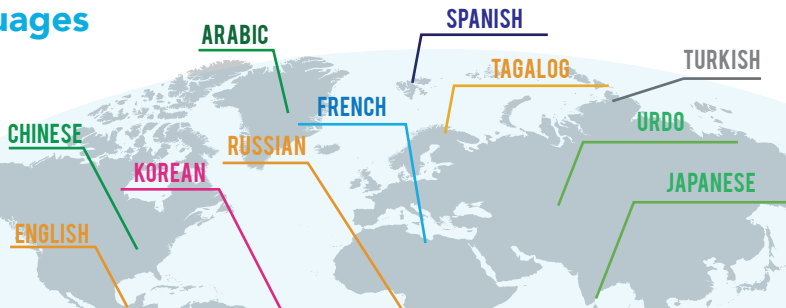 uages
SPANISH
ARABIC
TURKISH
TAGALOG
FRENCH
URDO
CHINESE
RUSSIAN
KOREAN
JAPANESE
ENGLISH